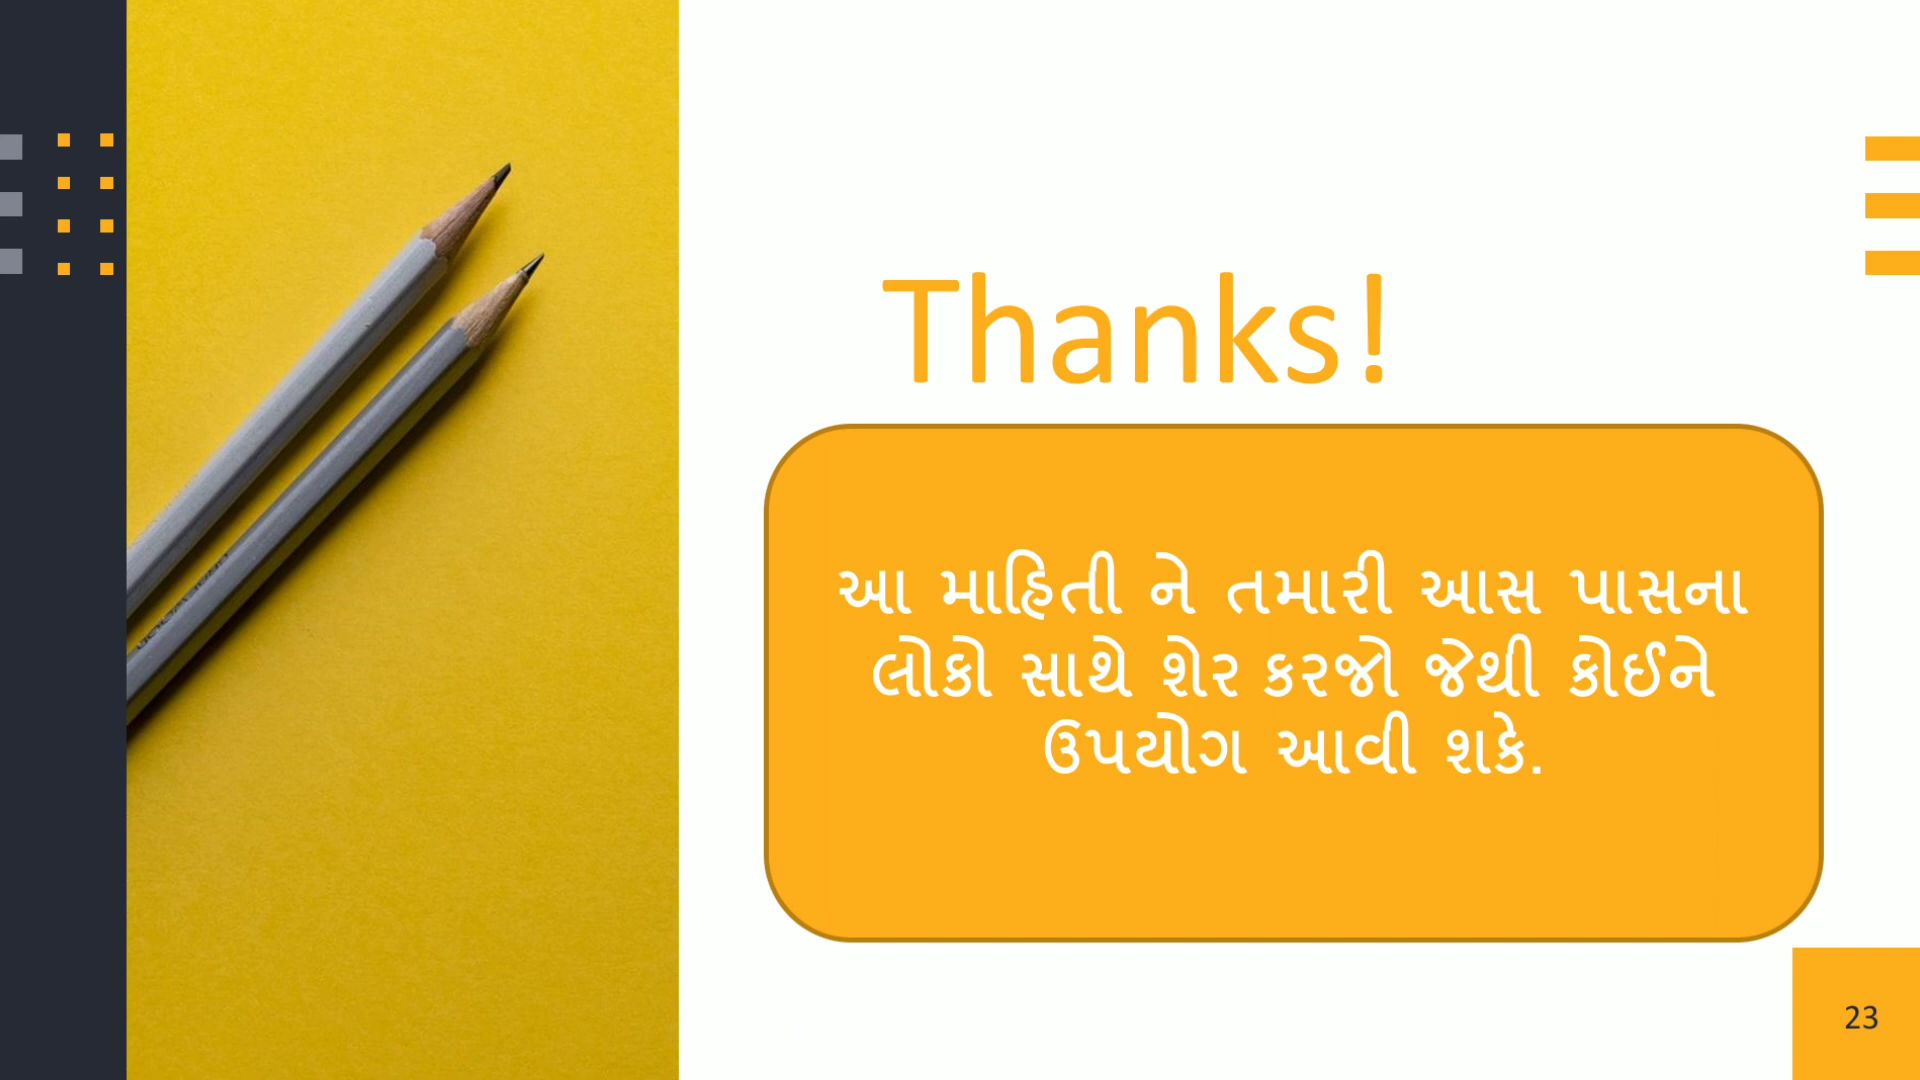 Thanks!
આ માહિતી ને તમારી આસ પાસના
લોકો સાથે શેર કરજો જેથી કોઈને
ઉપયોગ આવી શકે.
23